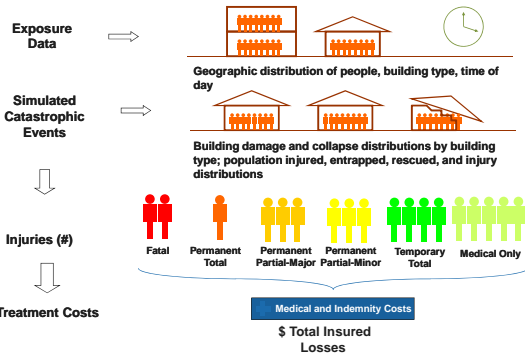 Exposure
Data
Geographic distribution of people, building type, time of
day
Simulated
Catastrophic
Events
Building damage and collapse distributions by building
type; population injured, entrapped, rescued, and injury
distributions
Injuries (#)
Fatal
Permanent
Total
Permanent
Partial-Major
Permanent
Partial-Minor
Temporary
Total
Medical Only
Treatment Costs
Medical and Indemnity Costs
$ Total Insured
Losses